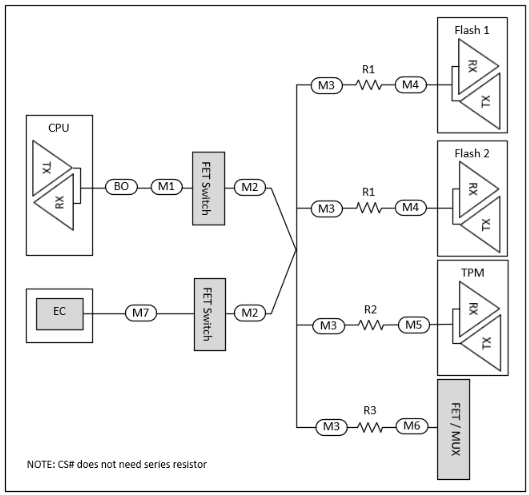 Flash 1
RX
TX
R1
M3
M4
CPU
TX
RX
BO
M1
FET Switch
M2
Flash 2
RX
TX
R1
M3
M4
EC
M7
FET Switch
M2
TPM
RX
TX
R2
M3
M5
R3
M3
M6
FET / MUX
NOTE: CS# does not need series resistor